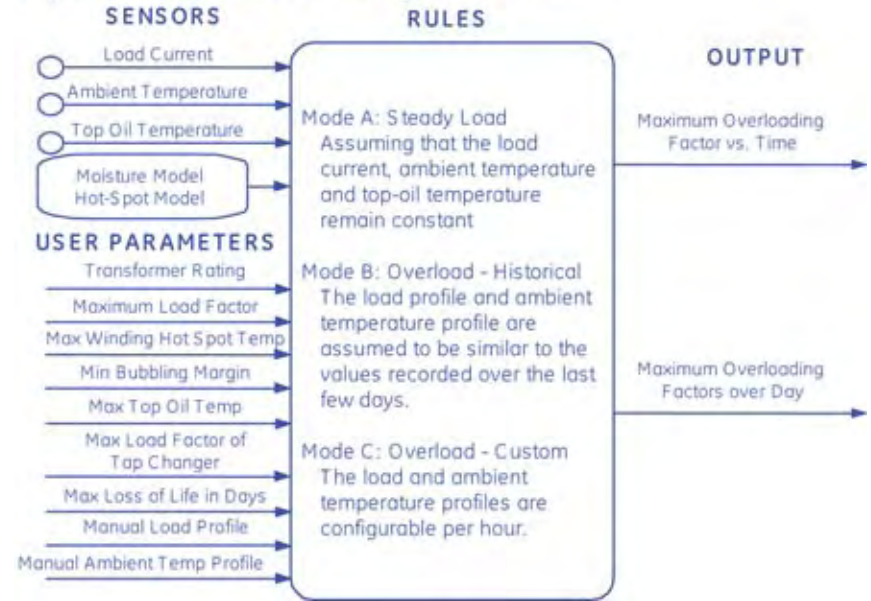 SENSORS
Load Current
Ambient Temperature
Top Oil Temperature
Moisture Model
Hot-Spot Model
USER PARAMETERS
Transformer Rating
Maximum Load Factor
Max Winding Hot Spot Temp
Min Bubbling Margin
Max Top Oil Temp
Max Load Factor of
Tap Changer
Max Loss of Life in Days
Manual Load Profile
Manual Ambient Temp Profile
RULES
Mode A: Steady Load
Assuming that the load
current, ambient temperature
and top-oil temperature
remain constant
Mode B: Overload - Historical
The load profile and ambient
temperature profile are
assumed to be similar to the
values recorded over the last
few days.
Mode C: Overload - Custom
The load and ambient
temperature profiles are
configurable per hour.
OUTPUT
Maximum Overloading
Factor vs. Time
Maximum Overloading
Factors over Day